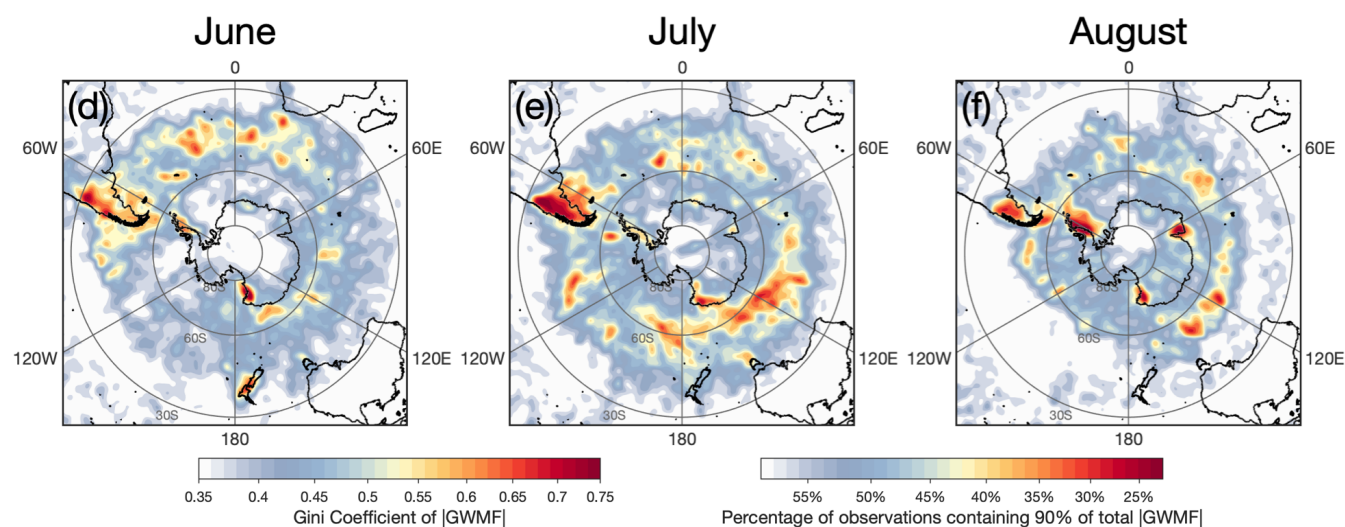 June July August
0 0 0
(d) (e) (f)
60W 60E 60W 60E 60W 60E
80S 80S 80S
60S 60S 60S
120W 120E 120W 120E 120W 120E
30S 30S 30S
180 180 180
0.35 0.4 0.45 0.5 0.55 0.6 0.65 0.7 0.75 55% 50% 45% 40% 35% 30% 25%
Gini Coefficient of |GWMF| Percentage of observations containing 90% of total |GWMF|